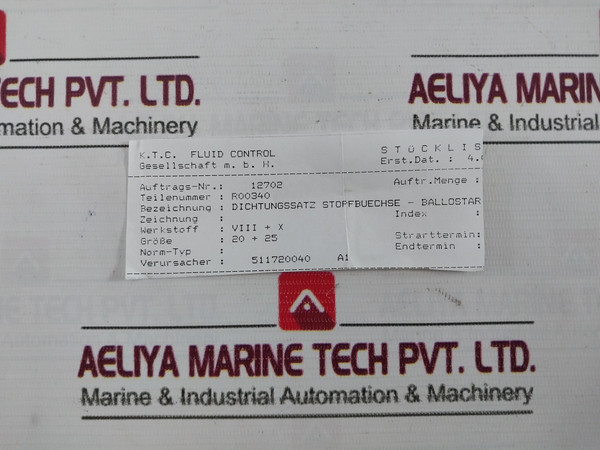 TECH PVT. LTD.
mation & Machinery
AELIYA MARIN
Marine & Industrial
K.T.C. FLUID CONTROL
Gesellschaft m. b. H.
STÜCKLIS
Erst.Dat. : 4.
Auftrags-Nr.: 12702
Auftr.Menge :
Teilenummer : R00340
Bezeichnung : DICHTUNGSSATZ STOPFBUECHSE - BALLOSTAR
Zeichnung :
Index :
Werkstoff : VIII + X
Größe : 20 + 25
Strarttermin:
Norm-Typ :
Endtermin :
Verursacher : 511720040 A1
AELIYA MARINE TECH PVT. LTD.
Marine & Industrial Automation & Machinery